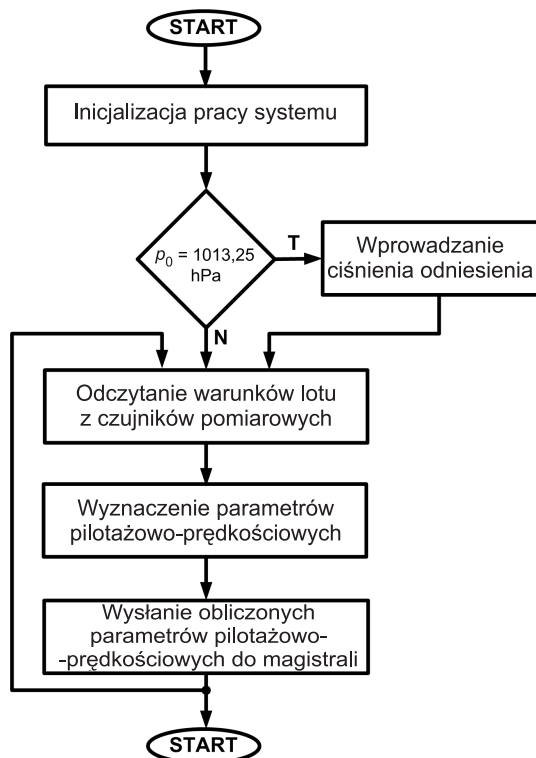 START
Inicjalizacja pracy systemu
p₀ = 1013,25
hPa
T
Wprowadzanie
ciśnienia odniesienia
N
Odczytanie warunków lotu
z czujników pomiarowych
Wyznaczenie parametrów
pilotażowo-prędkościowych
Wysłanie obliczonych
parametrów pilotażowo-
-prędkościowych do magistrali
START